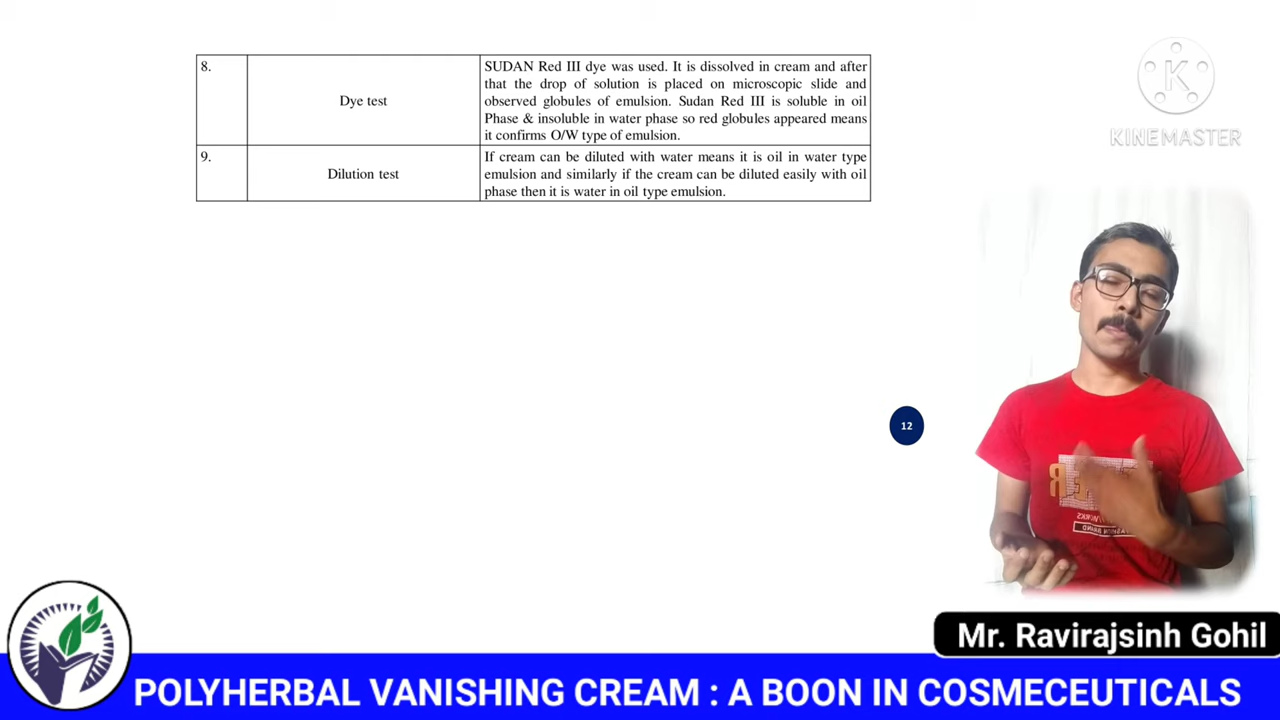 8.
Dye test
SUDAN Red III dye was used. It is dissolved in cream and after
that the drop of solution is placed on microscopic slide and
observed globules of emulsion. Sudan Red III is soluble in oil
Phase & insoluble in water phase so red globules appeared means
it confirms O/W type of emulsion.
9.
Dilution test
If cream can be diluted with water means it is oil in water type
emulsion and similarly if the cream can be diluted easily with oil
phase then it is water in oil type emulsion.
K
KINEMASTER
12
Mr. Ravirajsinh Gohil
POLYHERBAL VANISHING CREAM : A BOON IN COSMECEUTICALS